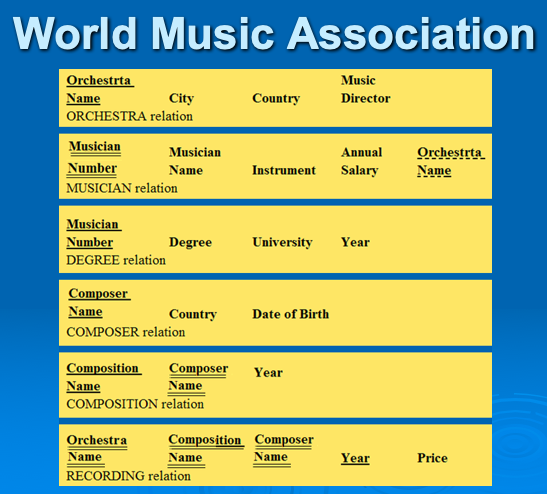 World Music Association
Orchestrta Name City Country Music Director
ORCHESTRA relation
Musician Number Musician Name Instrument Annual Salary Orchestrta Name
MUSICIAN relation
Musician Number Degree University Year
DEGREE relation
Composer Name Country Date of Birth
COMPOSER relation
Composition Name Composer Name Year
COMPOSITION relation
Orchestra Name Composition Name Composer Name Year Price
RECORDING relation